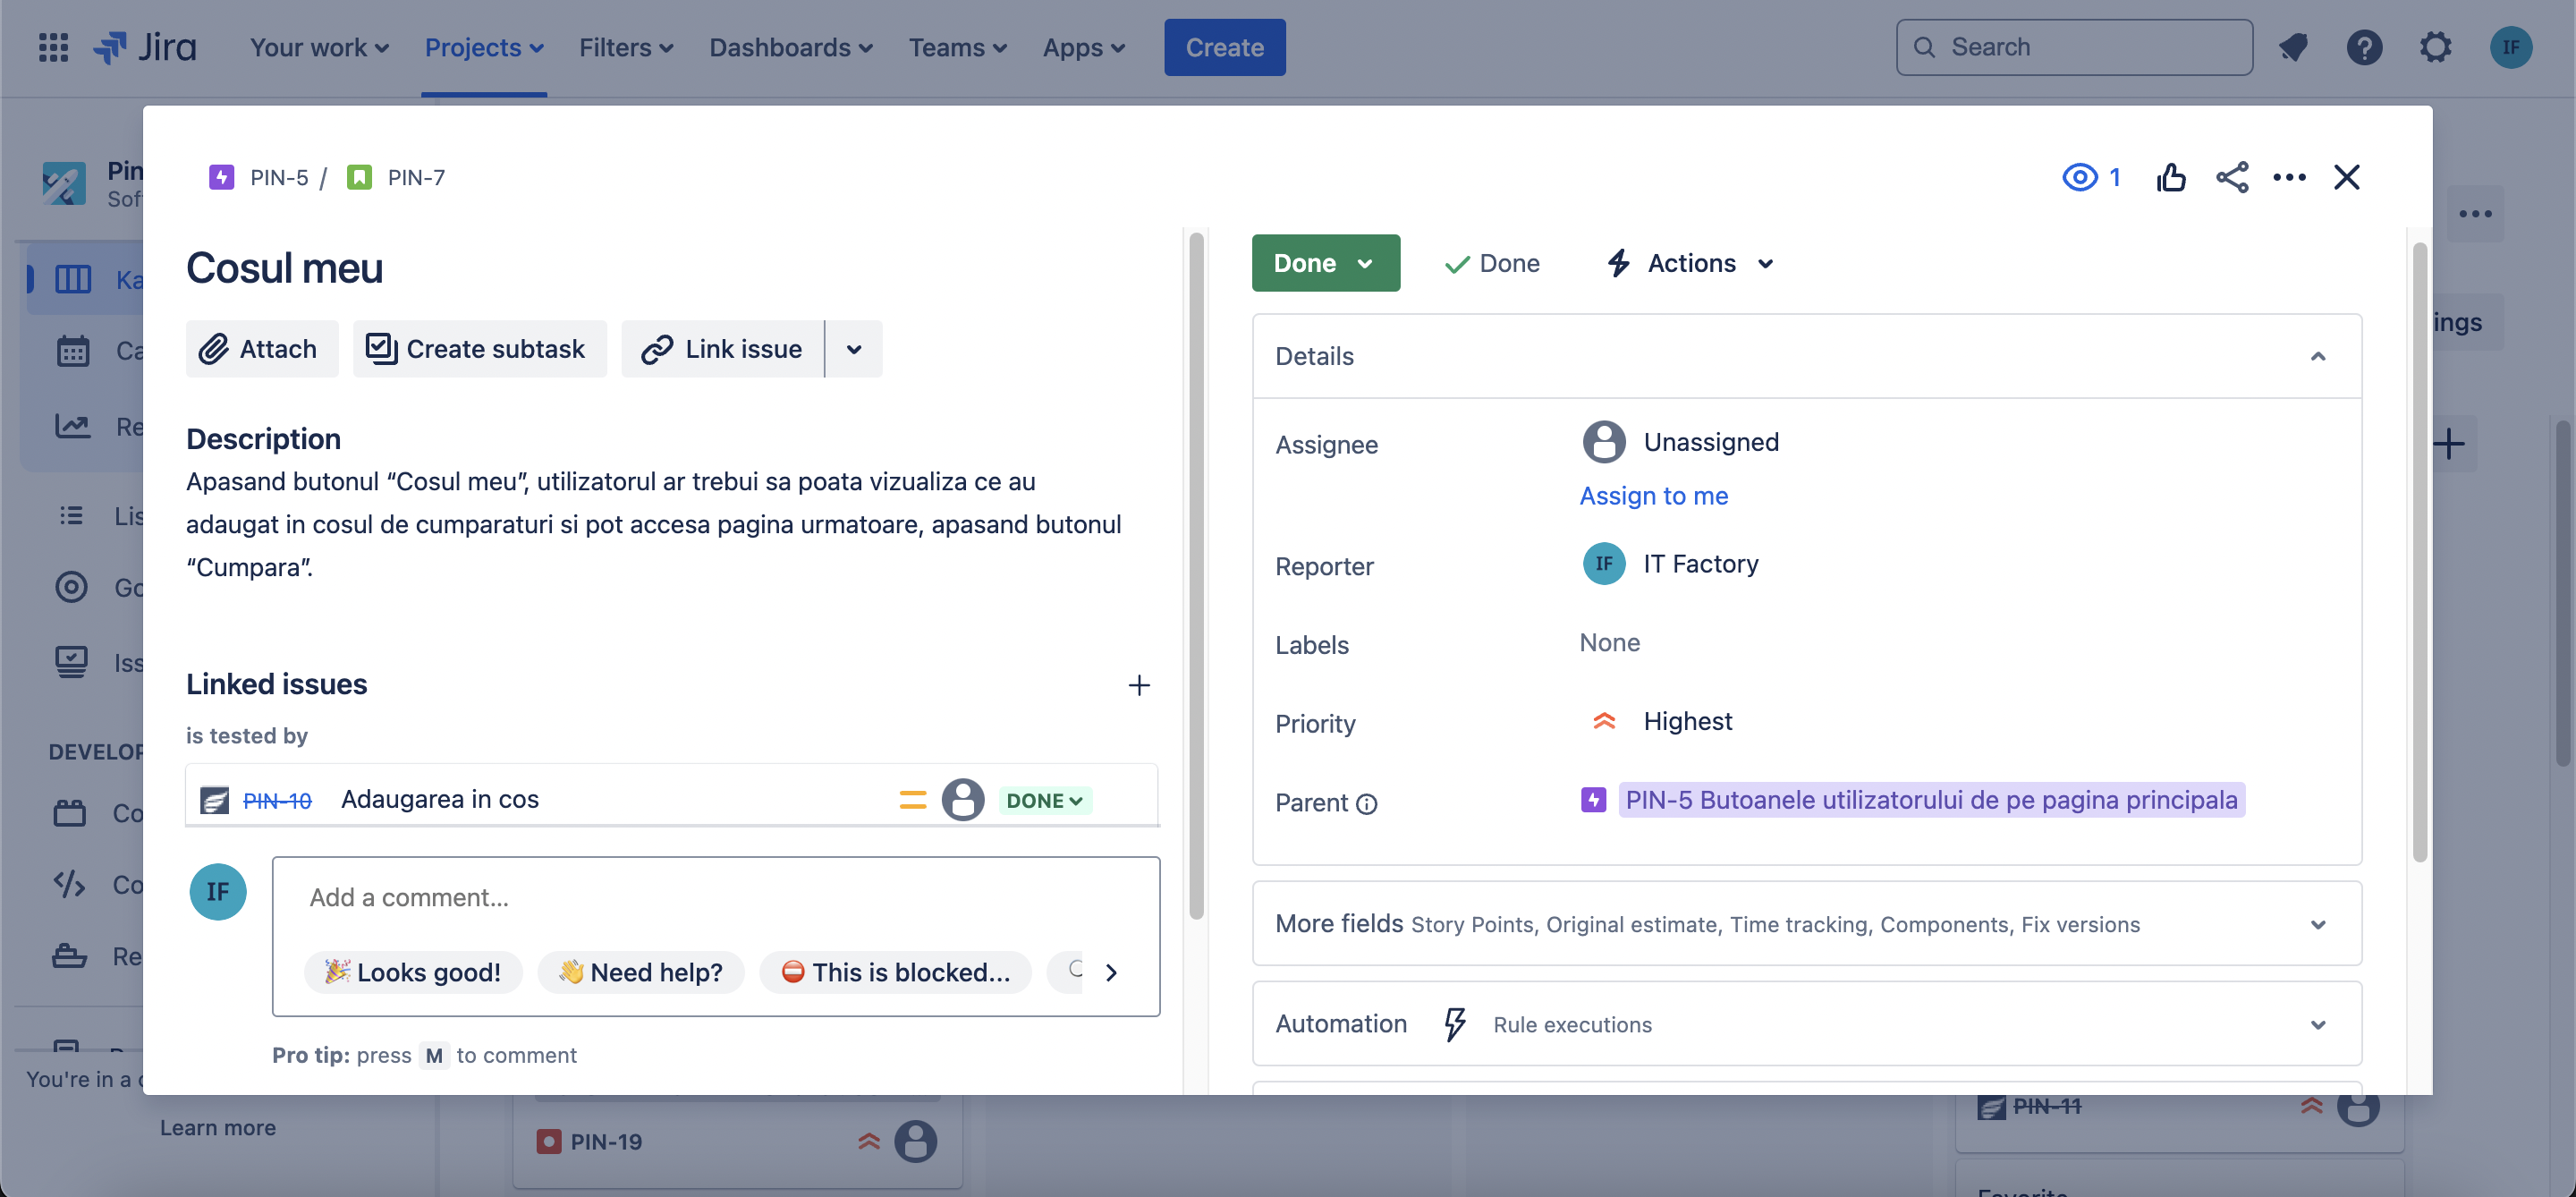 Jira
Your work
Projects
Filters
Dashboards
Teams
Apps
Create
Search
IF
PIN-5 / PIN-7
1
Cosul meu
Attach
Create subtask
Link issue
Description
Apasand butonul “Cosul meu”, utilizatorul ar trebui sa poata vizualiza ce au
adaugat in cosul de cumparaturi si pot accesa pagina urmatoare, apasand butonul
“Cumpara”.
Linked issues
is tested by
PIN-10 Adaugarea in cos DONE
IF
Add a comment...
Looks good!
Need help?
This is blocked...
Pro tip: press M to comment
Done
Done
Actions
Details
Assignee
Unassigned
Assign to me
Reporter
IF IT Factory
Labels
None
Priority
Highest
Parent
PIN-5 Butoanele utilizatorului de pe pagina principala
More fields Story Points, Original estimate, Time tracking, Components, Fix versions
Automation
Rule executions
Pin
Sof
Ka
Ca
Re
Lis
Go
Iss
DEVELOP
Co
Co
Re
You're in a
Learn more
PIN-19
PIN-11
ings